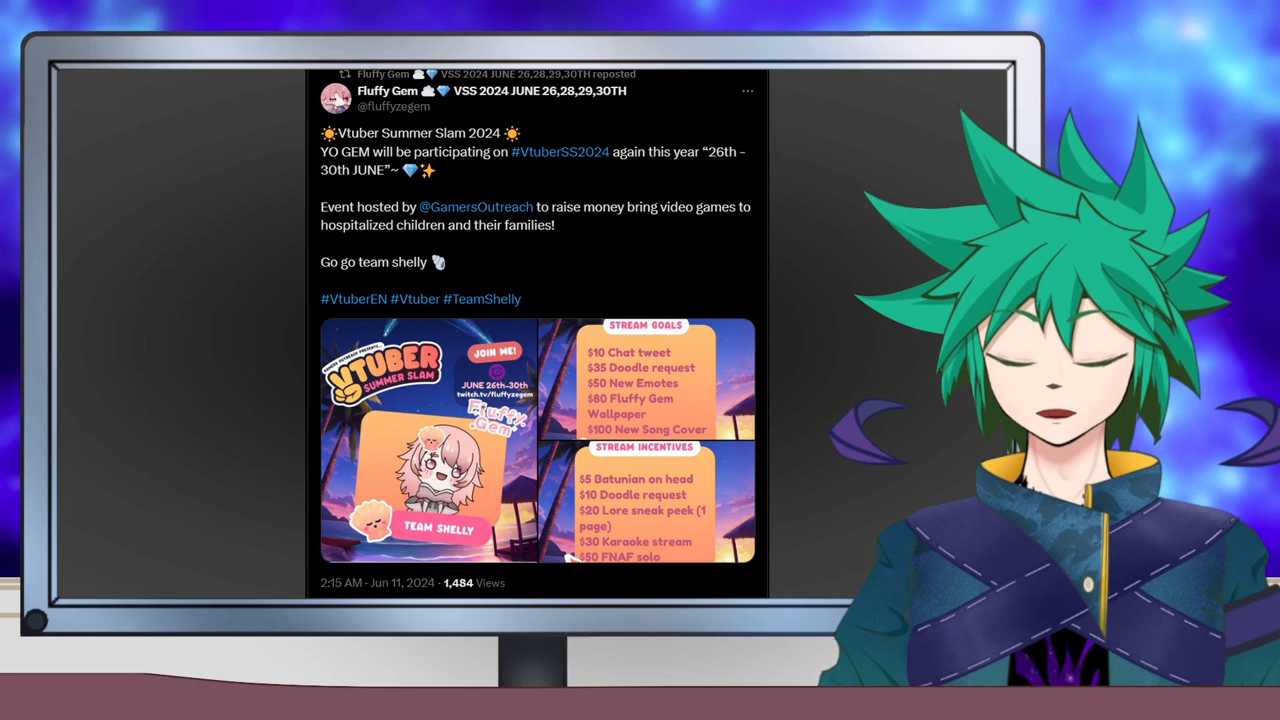 Fluffy Gem ☁️💎 VSS 2024 JUNE 26,28,29,30TH reposted
Fluffy Gem ☁️💎 VSS 2024 JUNE 26,28,29,30TH
@fluffyzegem
☀️Vtuber Summer Slam 2024 ☀️
YO GEM will be participating on #VtuberSS2024 again this year “26th -
30th JUNE”~ 💎✨
Event hosted by @GamersOutreach to raise money bring video games to
hospitalized children and their families!
Go go team shelly 🦪
#VtuberEN #Vtuber #TeamShelly
VTUBER
SUMMER SLAM
JOIN ME!
JUNE 26th-30th
twitch.tv/fluffyzegem
Fluffy
Gem
TEAM SHELLY
STREAM GOALS
$10 Chat tweet
$35 Doodle request
$50 New Emotes
$80 Fluffy Gem
Wallpaper
$100 New Song Cover
STREAM INCENTIVES
$5 Batunian on head
$10 Doodle request
$20 Lore sneak peek (1
page)
$30 Karaoke stream
$50 FNAF solo
2:15 AM · Jun 11, 2024 · 1,484 Views